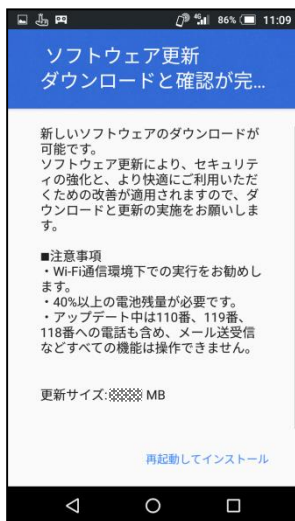 86% 11:09
ソフトウェア更新
ダウンロードと確認が完...
新しいソフトウェアのダウンロードが
可能です。
ソフトウェア更新により、セキュリテ
ィの強化と、より快適にご利用いただ
くための改善が適用されますので、ダ
ウンロードと更新の実施をお願いしま
す。
■注意事項
・Wi-Fi通信環境下での実行をお勧めし
ます。
・40%以上の電池残量が必要です。
・アップデート中は110番、119番、
118番への電話も含め、メール送受信
などすべての機能は操作できません。
更新サイズ: MB
再起動してインストール